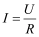 I = U/R